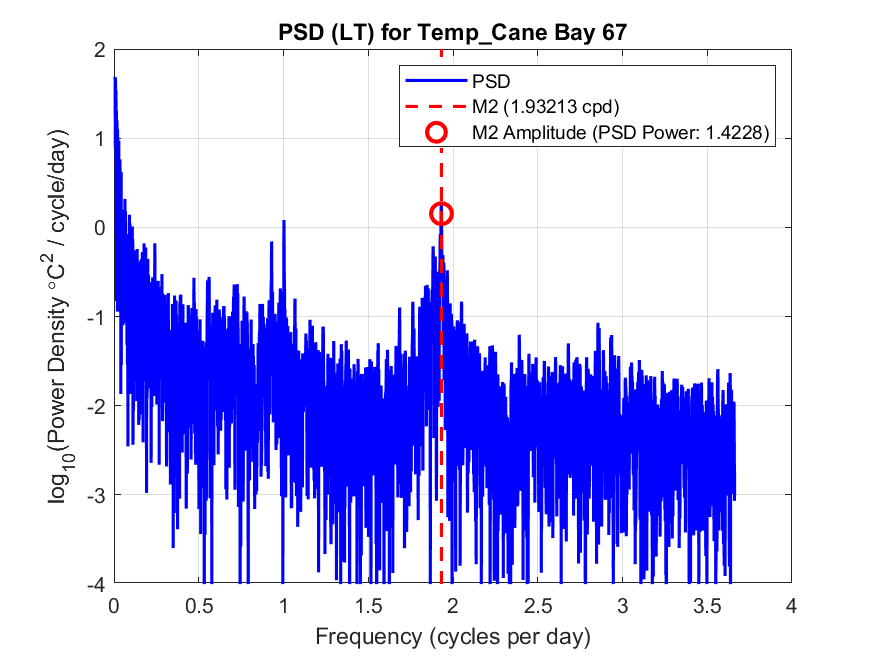 PSD (LT) for Temp_Cane Bay 67
PSD
M2 (1.93213 cpd)
M2 Amplitude (PSD Power: 1.4228)
log10(Power Density °C2 / cycle/day)
2
1
0
-1
-2
-3
-4
0 0.5 1 1.5 2 2.5 3 3.5 4
Frequency (cycles per day)